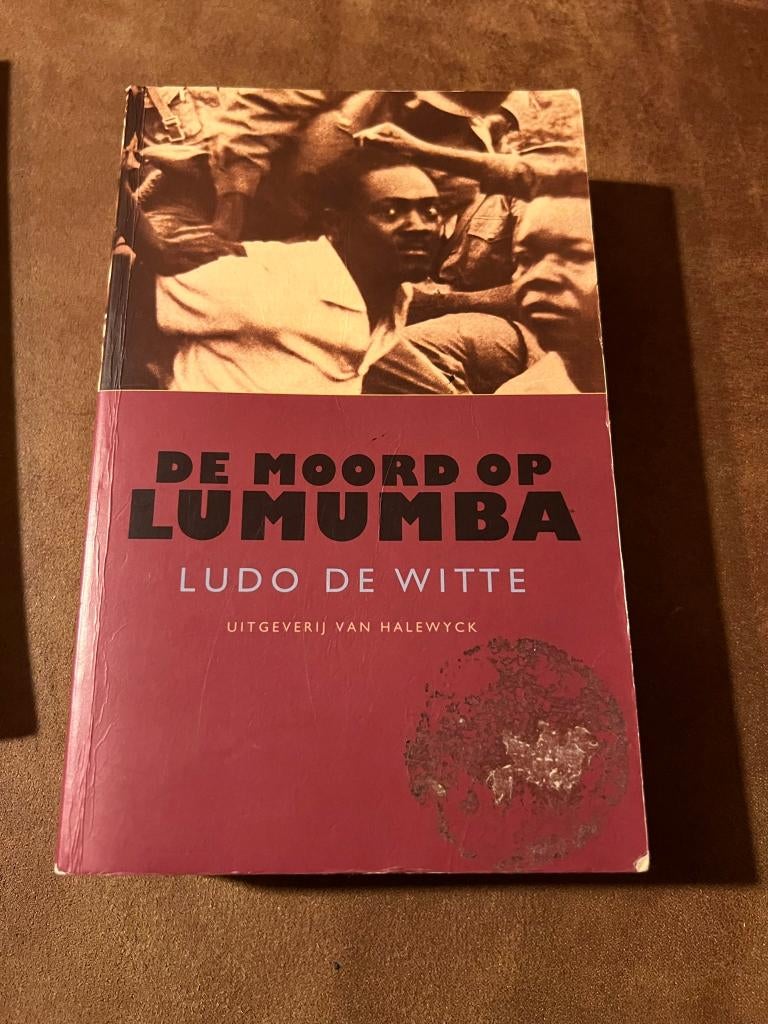 DE MOORD OP
LUMUMBA
LUDO DE WITTE
UITGEVERIJ VAN HALEWYCK